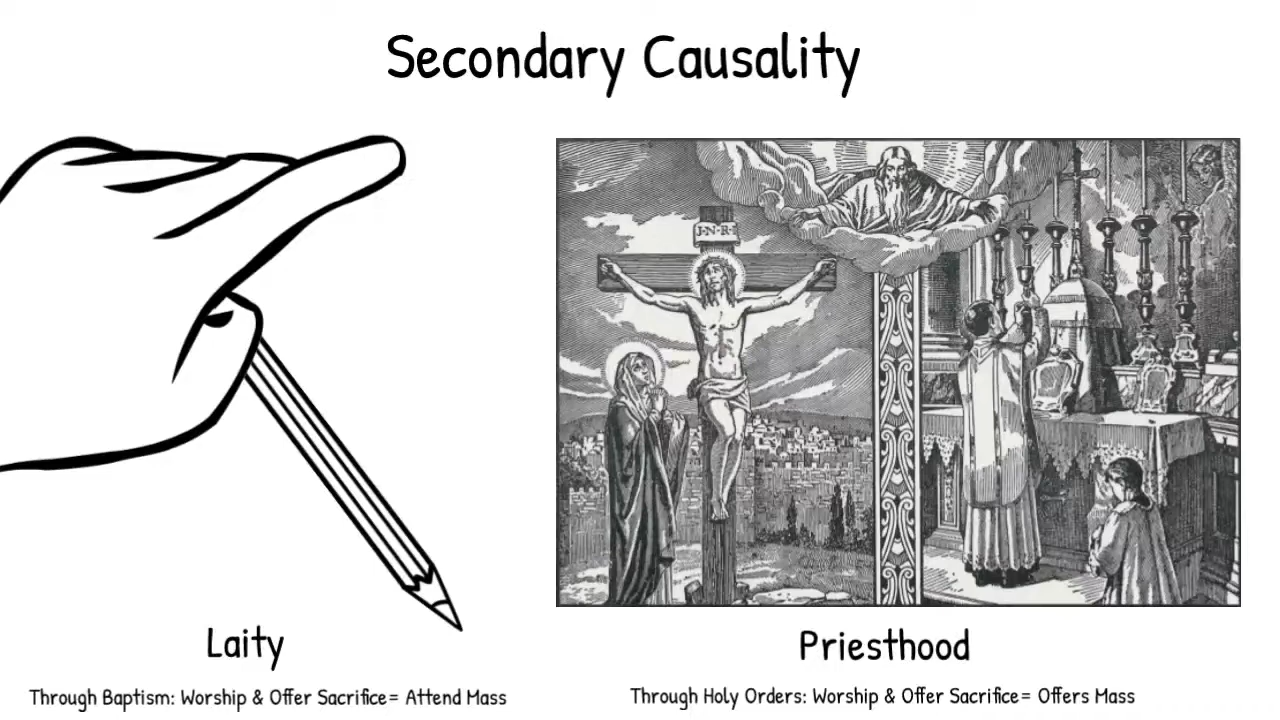 Secondary Causality
I·N·R·I
Laity
Priesthood
Through Baptism: Worship & Offer Sacrifice= Attend Mass
Through Holy Orders: Worship & Offer Sacrifice= Offers Mass